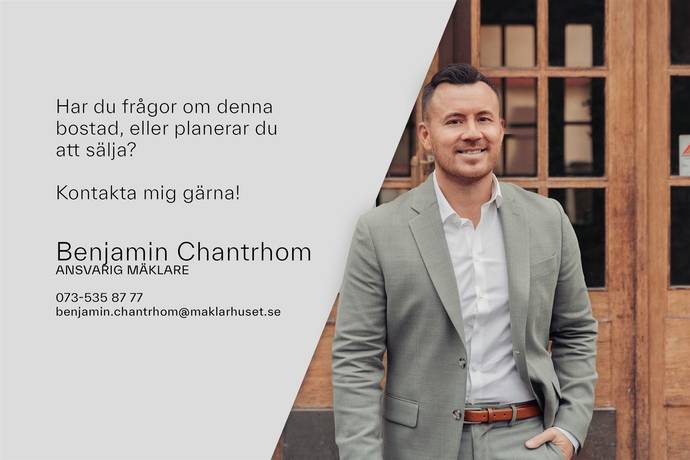 Har du frågor om denna
bostad, eller planerar du
att sälja?
Kontakta mig gärna!
Benjamin Chantrhom
ANSVARIG MÄKLARE
073-535 87 77
benjamin.chantrhom@maklarhuset.se